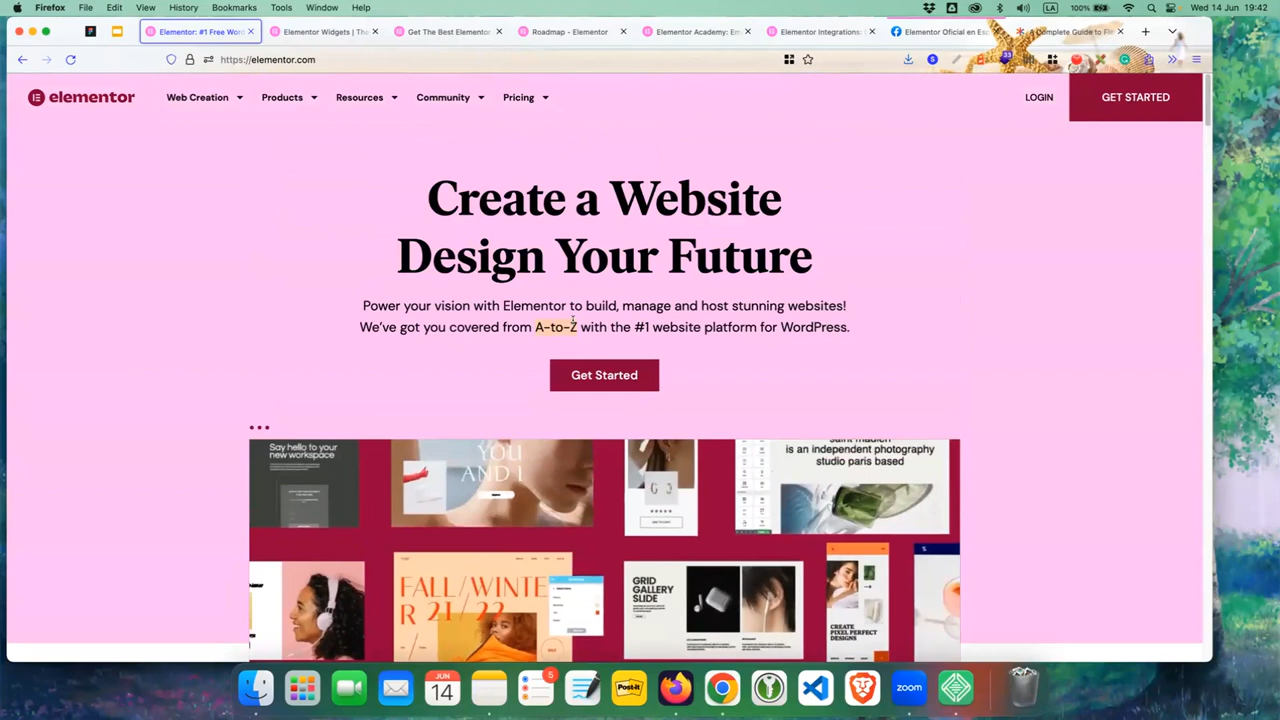 Firefox File Edit View History Bookmarks Tools Window Help
LA 100% Wed 14 Jun 19:42
Elementor: #1 Free Wor
Elementor Widgets | The
Get The Best Elementor
Roadmap - Elementor
Elementor Academy: Em
Elementor Integrations:
Elementor Oficial en Esp
A Complete Guide to Fle
https://elementor.com
elementor
Web Creation Products Resources Community Pricing
LOGIN GET STARTED
Create a Website
Design Your Future
Power your vision with Elementor to build, manage and host stunning websites!
We've got you covered from A-to-Z with the #1 website platform for WordPress.
Get Started
Say hello to your
new workspace
YOU
AND I
is an independent photography
studio paris based
FALL/WINTE
R 21/22
GRID
GALLERY
SLIDE
CREATE
PIXEL PERFECT
DESIGNS
JUN
14
5
Post-it
zoom